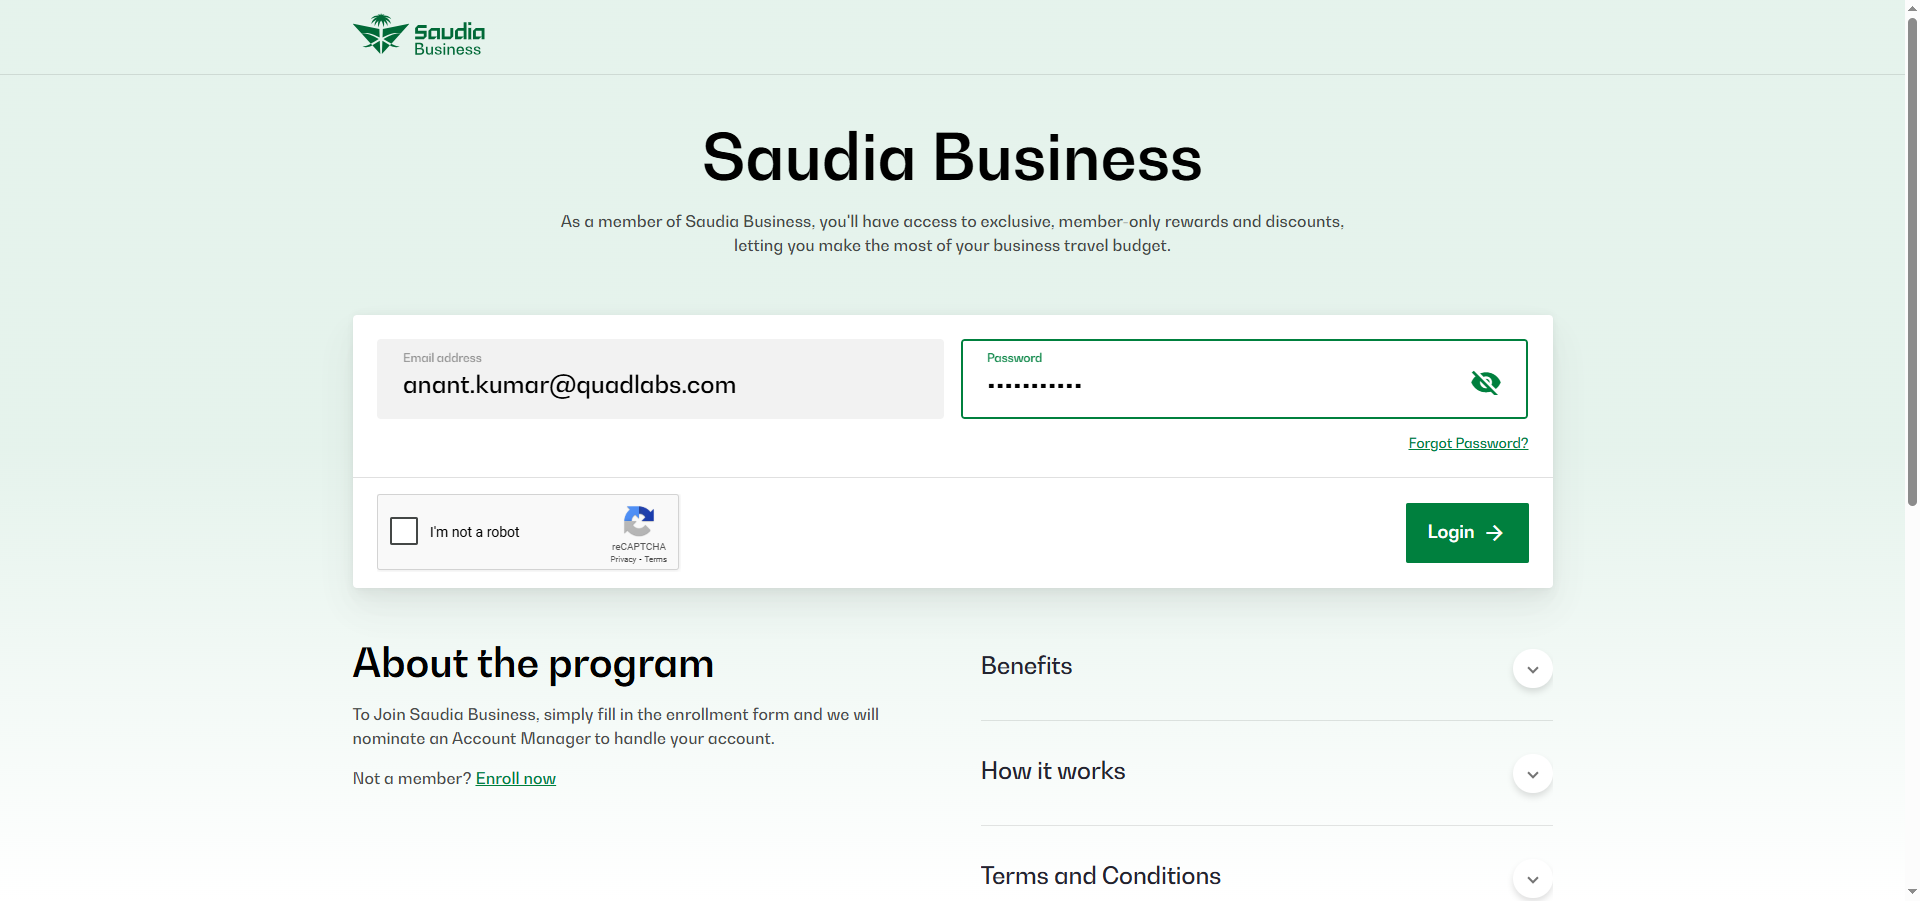 Saudia
Business
Saudia Business
As a member of Saudia Business, you'll have access to exclusive, member-only rewards and discounts,
letting you make the most of your business travel budget.
Email address
anant.kumar@quadlabs.com
Password
Forgot Password?
I'm not a robot
reCAPTCHA
Privacy - Terms
Login
About the program
To Join Saudia Business, simply fill in the enrollment form and we will
nominate an Account Manager to handle your account.
Not a member? Enroll now
Benefits
How it works
Terms and Conditions